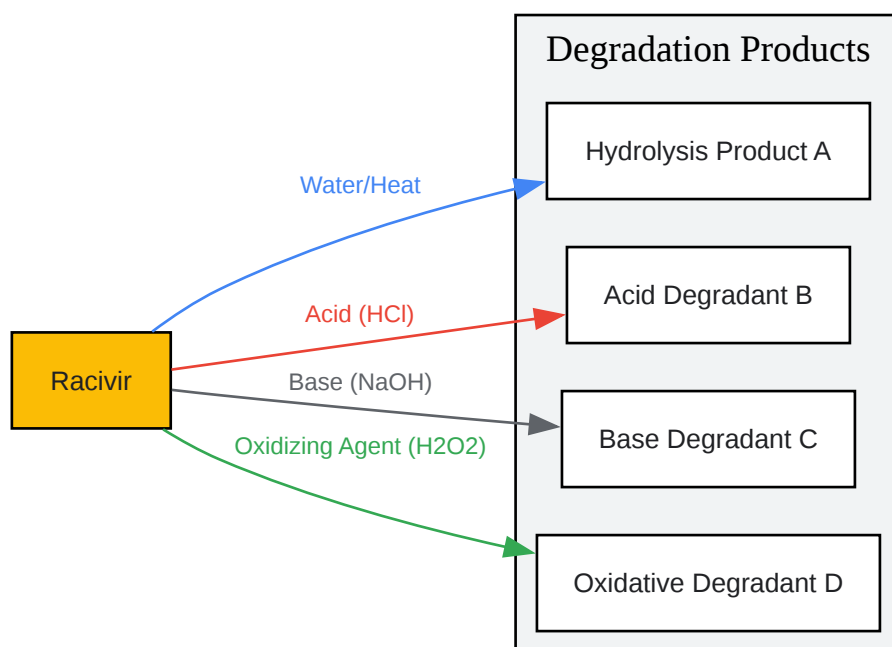 Degradation Products
Hydrolysis Product A
Water/Heat
Acid Degradant B
Acid (HCl)
Racivir
Base (NaOH)
Base Degradant C
Oxidizing Agent (H2O2)
Oxidative Degradant D